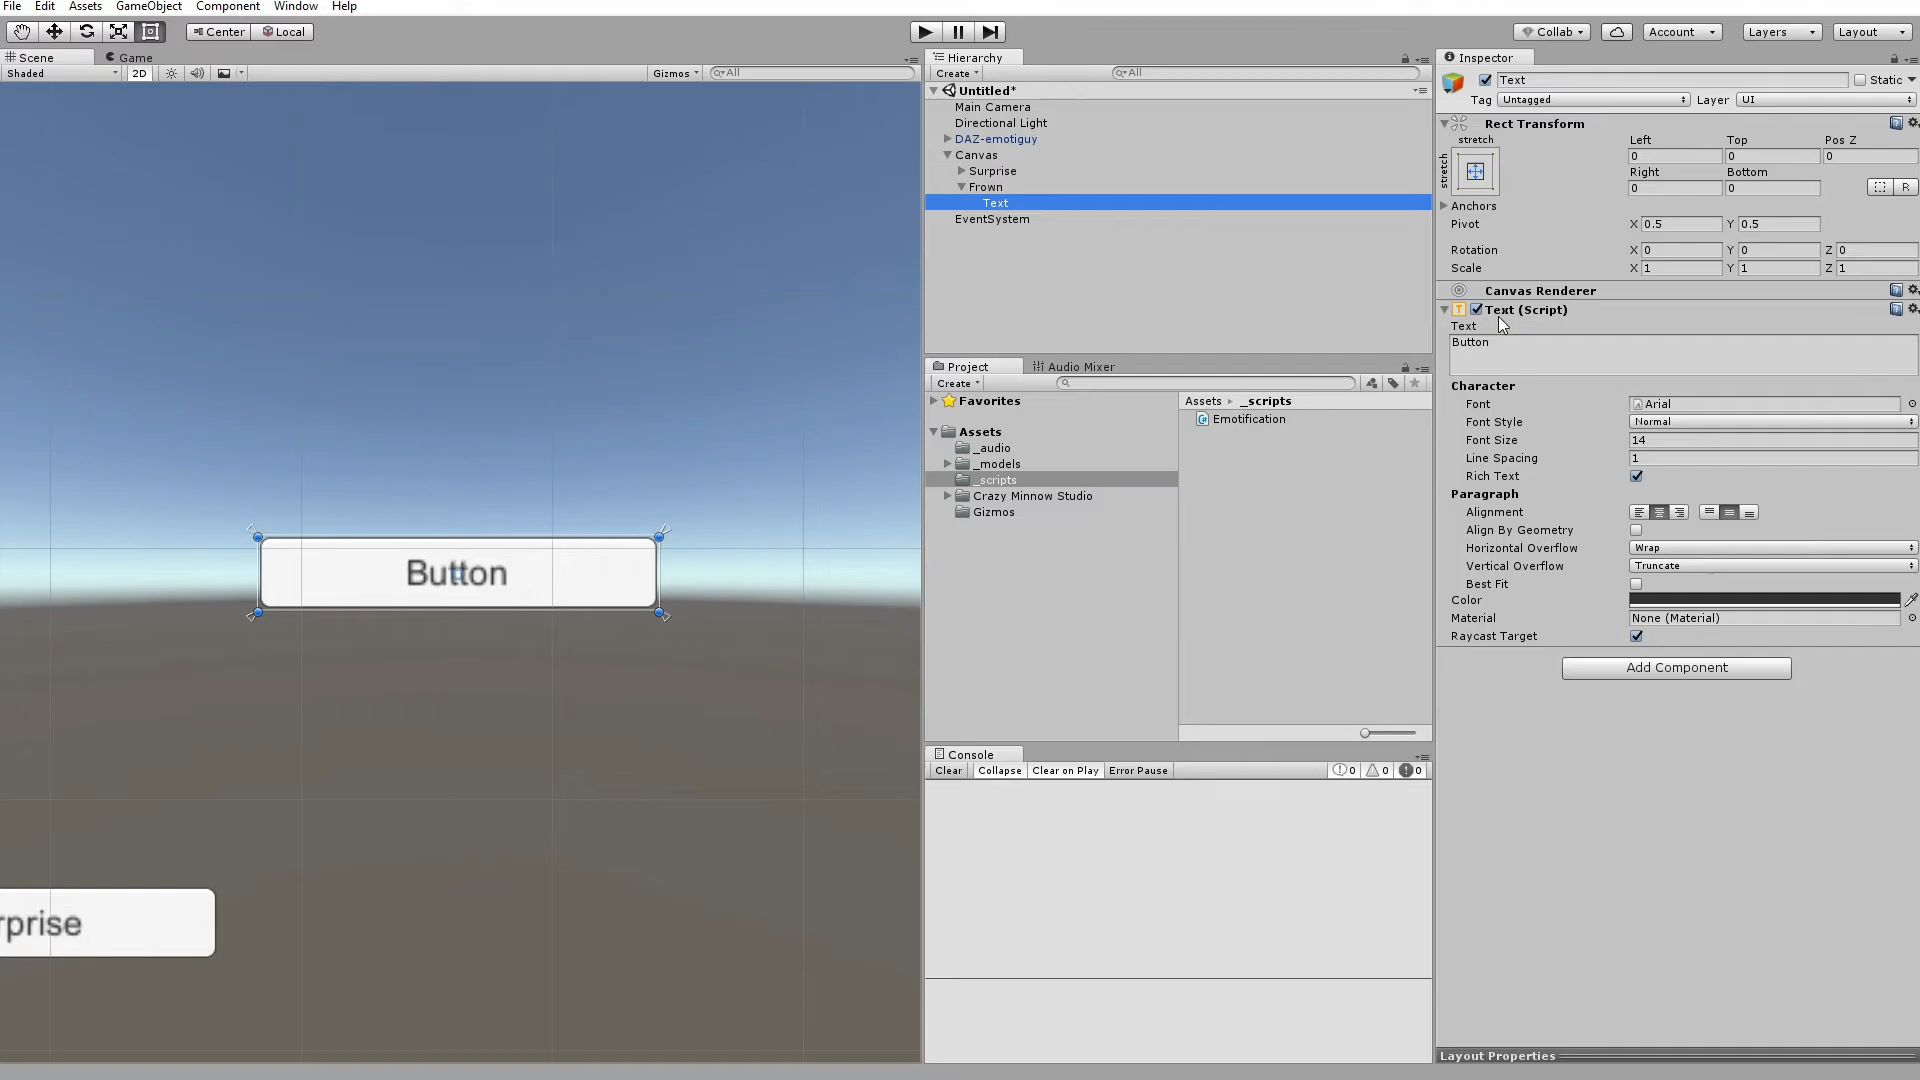 File Edit Assets GameObject Component Window Help
Center Local
Collab Account Layers Layout
Scene Game
Shaded 2D Gizmos All
Button
rprise
Hierarchy
Create All
Untitled*
Main Camera
Directional Light
DAZ-emotiguy
Canvas
Surprise
Frown
Text
EventSystem
Project Audio Mixer
Create
Favorites
Assets
_audio
_models
_scripts
Crazy Minnow Studio
Gizmos
Assets _scripts
Emotification
Console
Clear Collapse Clear on Play Error Pause 0 0 0
Inspector
Text Static
Tag Untagged Layer UI
Rect Transform
stretch Left Top Pos Z
stretch 0 0 0
Right Bottom
0 0 R
Anchors
Pivot X 0.5 Y 0.5
Rotation X 0 Y 0 Z 0
Scale X 1 Y 1 Z 1
Canvas Renderer
T Text (Script)
Text
Button
Character
Font Arial
Font Style Normal
Font Size 14
Line Spacing 1
Rich Text
Paragraph
Alignment
Align By Geometry
Horizontal Overflow Wrap
Vertical Overflow Truncate
Best Fit
Color
Material None (Material)
Raycast Target
Add Component
Layout Properties